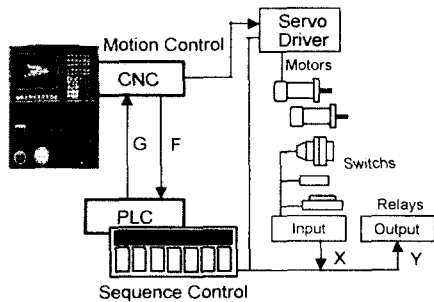 Motion Control
CNC
Servo
Driver
Motors
G
F
Switchs
PLC
Relays
Input
Output
X
Y
Sequence Control